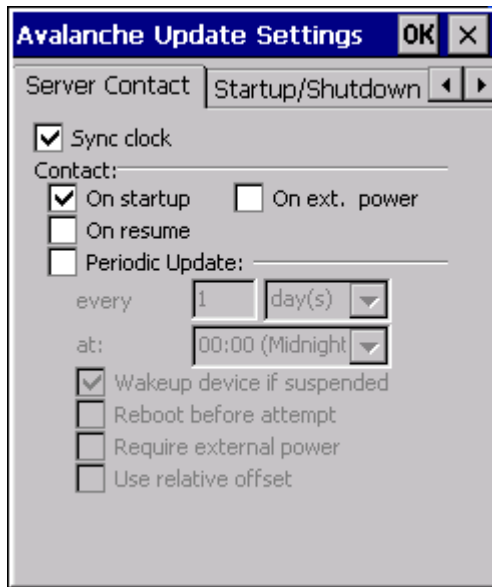 Avalanche Update Settings OK ×
Server Contact Startup/Shutdown
Sync clock
Contact:
On startup On ext. power
On resume
Periodic Update:
every 1 day(s)
at: 00:00 (Midnight
Wakeup device if suspended
Reboot before attempt
Require external power
Use relative offset